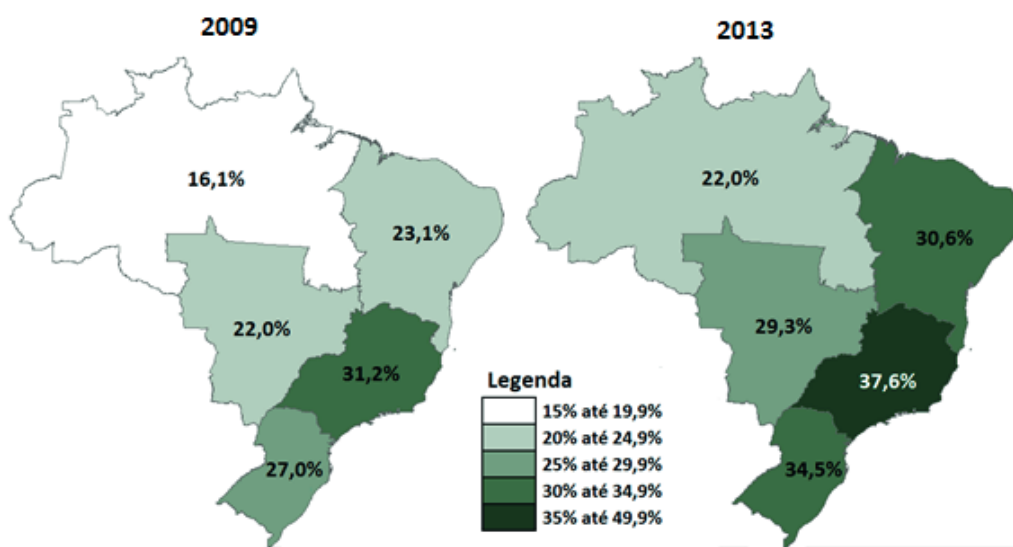 2009
16,1%
23,1%
22,0%
31,2%
27,0%
2013
22,0%
30,6%
29,3%
37,6%
34,5%
Legenda
15% até 19,9%
20% até 24,9%
25% até 29,9%
30% até 34,9%
35% até 49,9%